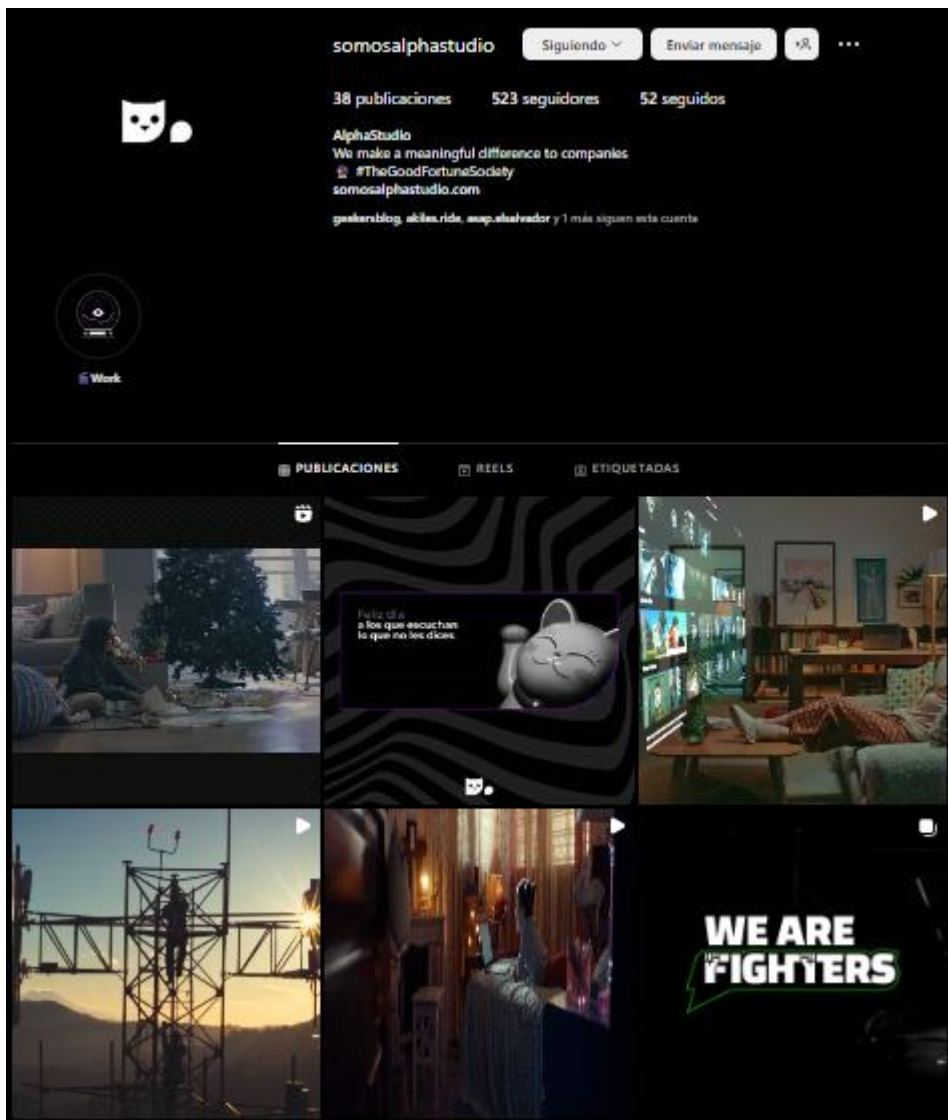 somosalphastudio Siguiendo Enviar mensaje
38 publicaciones 523 seguidores 52 seguidos
AlphaStudio
We make a meaningful difference to companies
#TheGoodFortuneSociety
somosalphastudio.com
geekersblog, akiles.ride, asap.elsalvador y 1 más siguen esta cuenta
Work
PUBLICACIONES REELS ETIQUETADAS
Feliz día
a los que escuchan
lo que no les dices
WE ARE
FIGHTERS